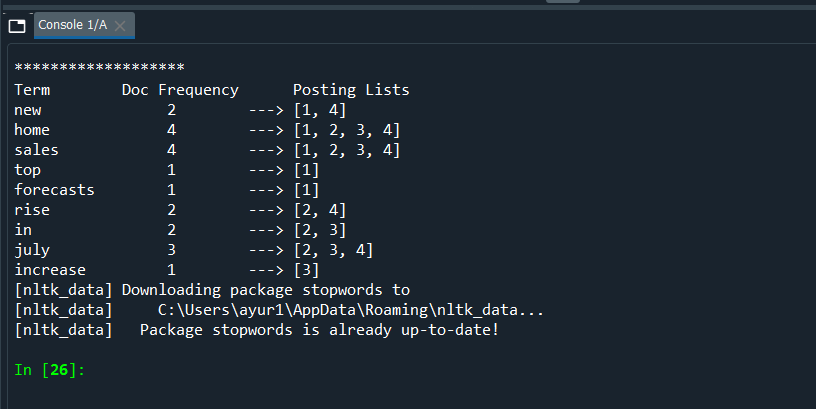 Console 1/A
*******************
Term        Doc Frequency      Posting Lists
new              2        ---> [1, 4]
home             4        ---> [1, 2, 3, 4]
sales            4        ---> [1, 2, 3, 4]
top              1        ---> [1]
forecasts        1        ---> [1]
rise             2        ---> [2, 4]
in               2        ---> [2, 3]
july             3        ---> [2, 3, 4]
increase         1        ---> [3]
[nltk_data] Downloading package stopwords to
[nltk_data]     C:\Users\ayur1\AppData\Roaming\nltk_data...
[nltk_data]   Package stopwords is already up-to-date!
In [26]: